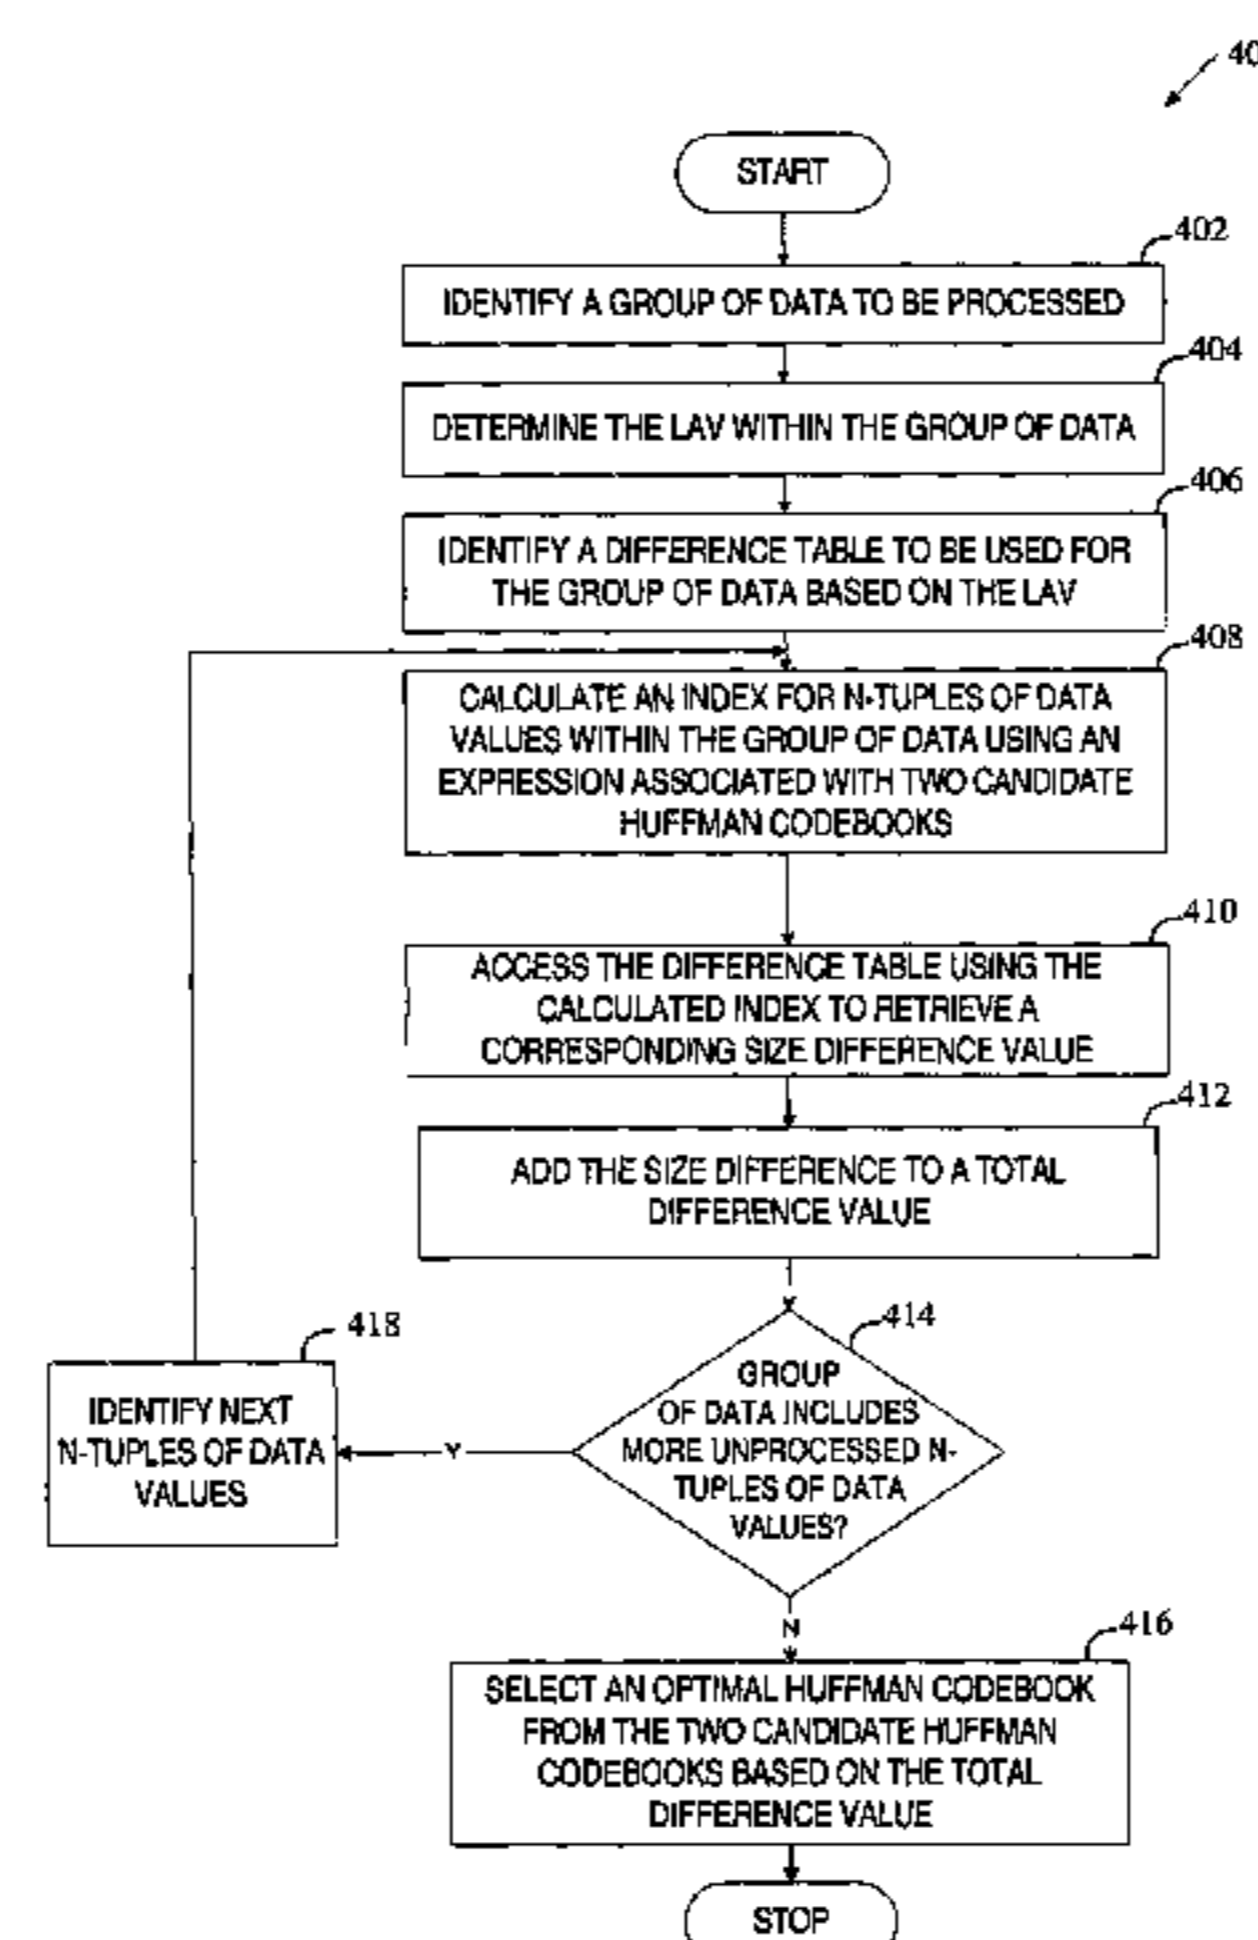 40
START
402
IDENTIFY A GROUP OF DATA TO BE PROCESSED
404
DETERMINE THE LAV WITHIN THE GROUP OF DATA
406
IDENTIFY A DIFFERENCE TABLE TO BE USED FOR
THE GROUP OF DATA BASED ON THE LAV
408
CALCULATE AN INDEX FOR N-TUPLES OF DATA
VALUES WITHIN THE GROUP OF DATA USING AN
EXPRESSION ASSOCIATED WITH TWO CANDIDATE
HUFFMAN CODEBOOKS
410
ACCESS THE DIFFERENCE TABLE USING THE
CALCULATED INDEX TO RETRIEVE A
CORRESPONDING SIZE DIFFERENCE VALUE
412
ADD THE SIZE DIFFERENCE TO A TOTAL
DIFFERENCE VALUE
414
GROUP
OF DATA INCLUDES
MORE UNPROCESSED N-
TUPLES OF DATA
VALUES?
Y
418
IDENTIFY NEXT
N-TUPLES OF DATA
VALUES
N
416
SELECT AN OPTIMAL HUFFMAN CODEBOOK
FROM THE TWO CANDIDATE HUFFMAN
CODEBOOKS BASED ON THE TOTAL
DIFFERENCE VALUE
STOP